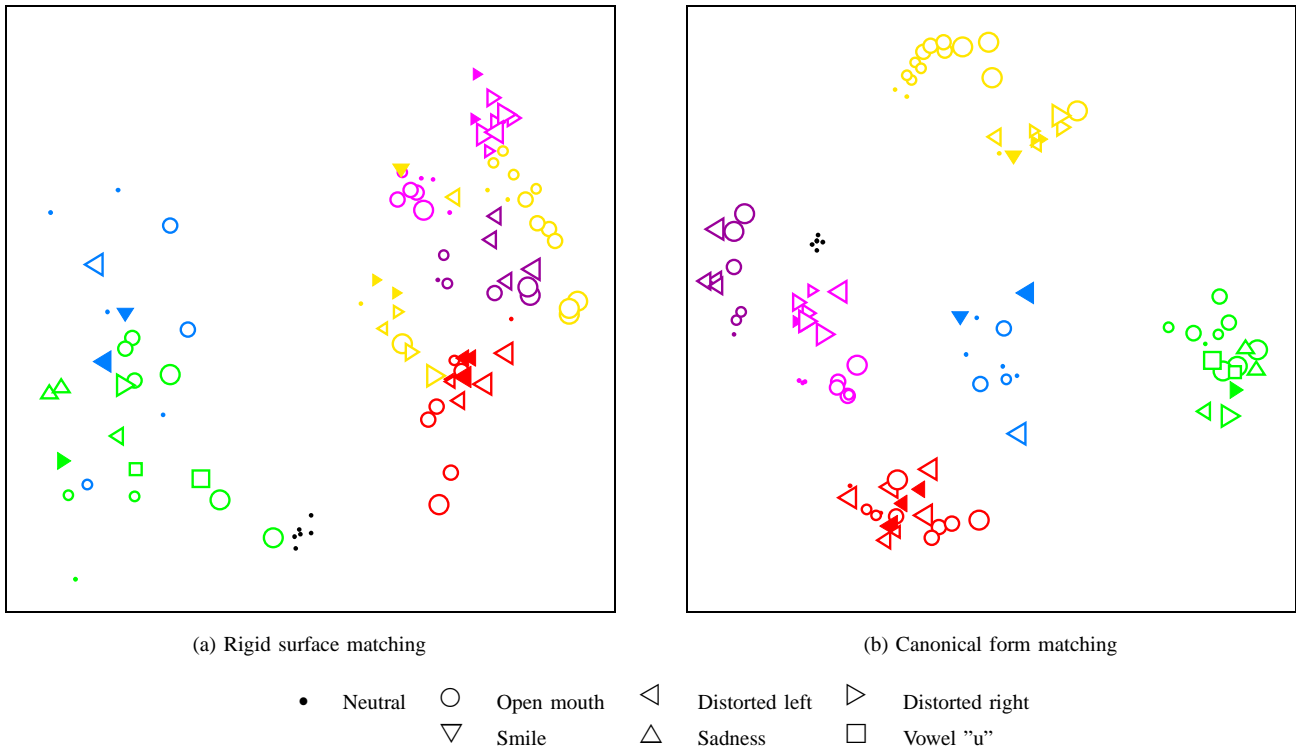 (a) Rigid surface matching
(b) Canonical form matching
Neutral Open mouth Distorted left Distorted right
Smile Sadness Vowel ”u”